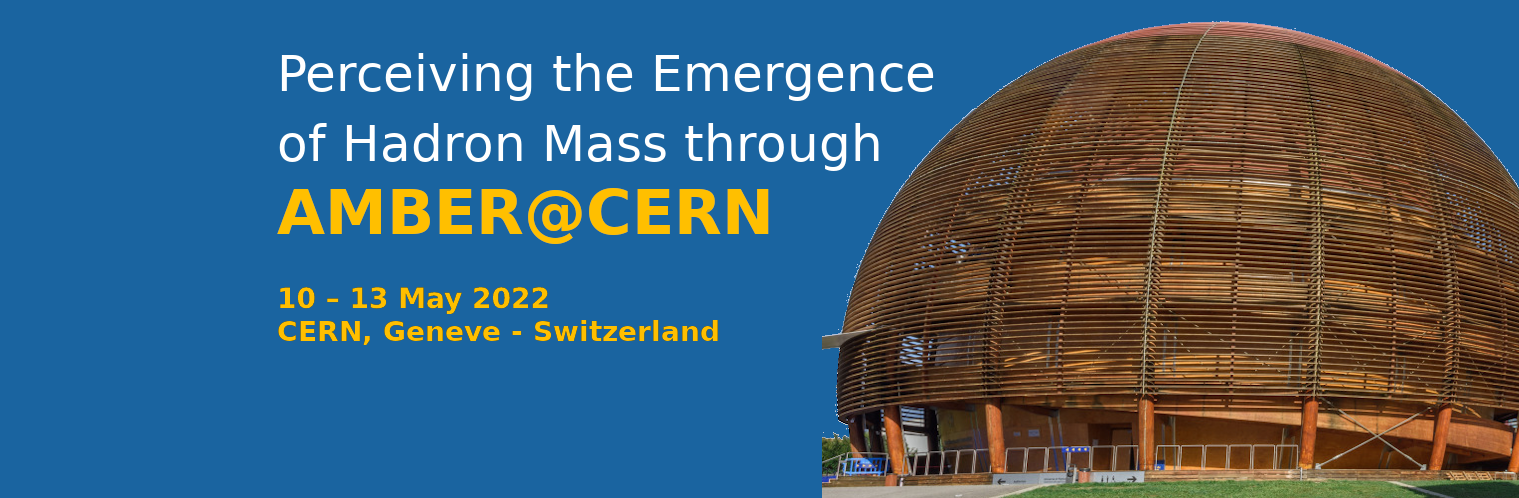 Perceiving the Emergence
of Hadron Mass through
AMBER@CERN
10 – 13 May 2022
CERN, Geneve - Switzerland